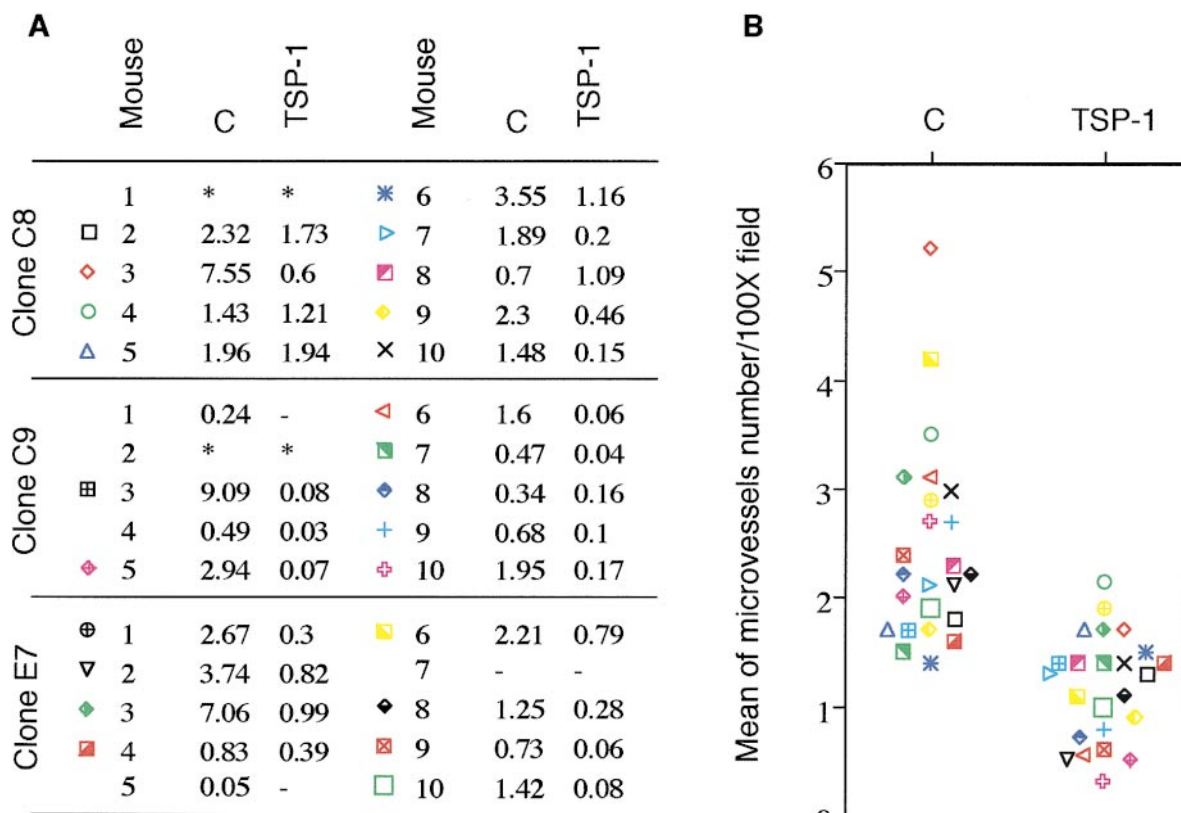 A
B
Mouse C TSP-1 Mouse C TSP-1
Clone C8
1 * * 6 3.55 1.16
2 2.32 1.73 7 1.89 0.2
3 7.55 0.6 8 0.7 1.09
4 1.43 1.21 9 2.3 0.46
5 1.96 1.94 10 1.48 0.15
Clone C9
1 0.24 - 6 1.6 0.06
2 * * 7 0.47 0.04
3 9.09 0.08 8 0.34 0.16
4 0.49 0.03 9 0.68 0.1
5 2.94 0.07 10 1.95 0.17
Clone E7
1 2.67 0.3 6 2.21 0.79
2 3.74 0.82 7 - -
3 7.06 0.99 8 1.25 0.28
4 0.83 0.39 9 0.73 0.06
5 0.05 - 10 1.42 0.08
C TSP-1
Mean of microvessels number/100X field
6
5
4
3
2
1
0